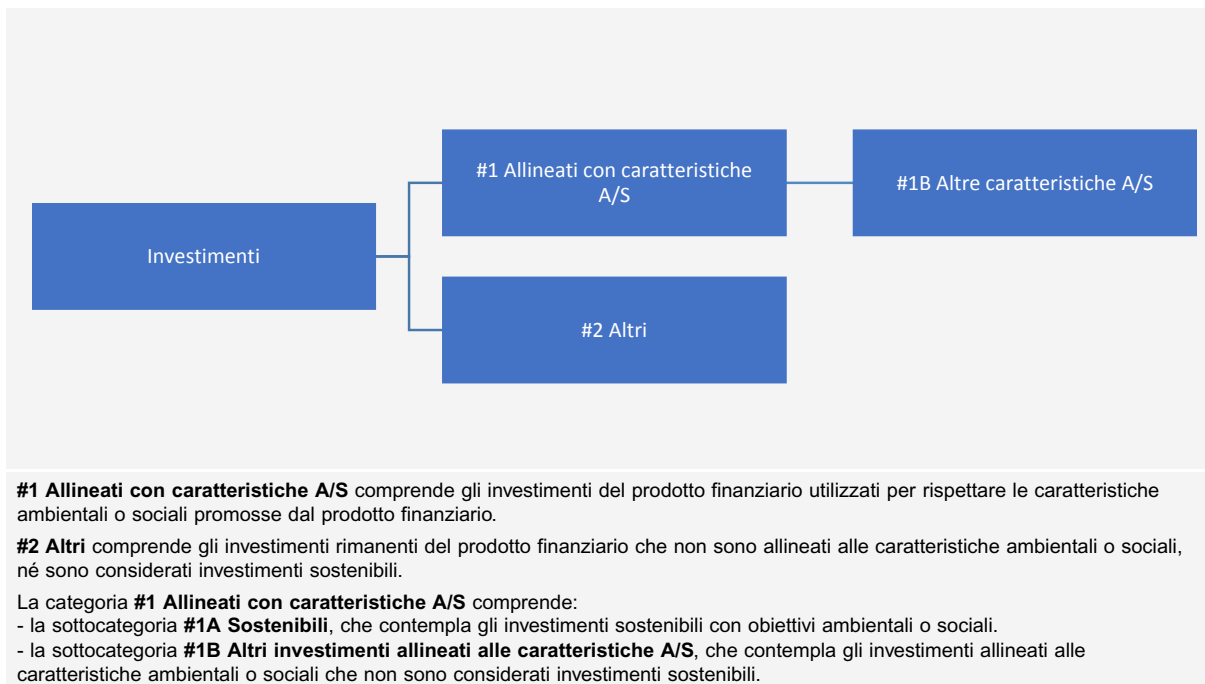 #1 Allineati con caratteristiche
A/S
#1B Altre caratteristiche A/S
Investimenti
#2 Altri
#1 Allineati con caratteristiche A/S comprende gli investimenti del prodotto finanziario utilizzati per rispettare le caratteristiche
ambientali o sociali promosse dal prodotto finanziario.
#2 Altri comprende gli investimenti rimanenti del prodotto finanziario che non sono allineati alle caratteristiche ambientali o sociali,
né sono considerati investimenti sostenibili.
La categoria #1 Allineati con caratteristiche A/S comprende:
- la sottocategoria #1A Sostenibili, che contempla gli investimenti sostenibili con obiettivi ambientali o sociali.
- la sottocategoria #1B Altri investimenti allineati alle caratteristiche A/S, che contempla gli investimenti allineati alle
caratteristiche ambientali o sociali che non sono considerati investimenti sostenibili.